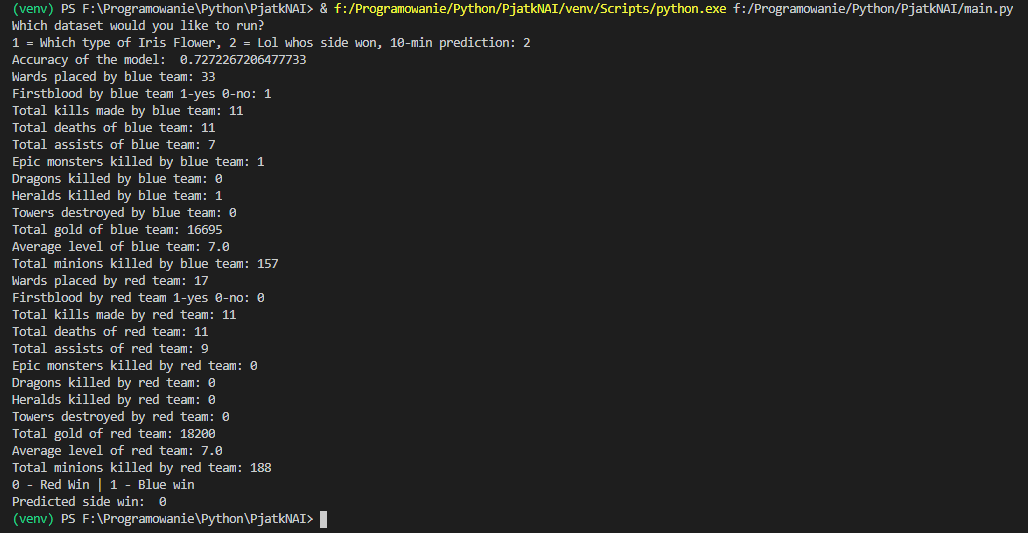 (venv) PS F:\Programowanie\Python\PjatkNAI> & f:/Programowanie/Python/PjatkNAI/venv/Scripts/python.exe f:/Programowanie/Python/PjatkNAI/main.py
Which dataset would you like to run?
1 = Which type of Iris Flower, 2 = Lol whos side won, 10-min prediction: 2
Accuracy of the model:  0.7272267206477733
Wards placed by blue team: 33
Firstblood by blue team 1-yes 0-no: 1
Total kills made by blue team: 11
Total deaths of blue team: 11
Total assists of blue team: 7
Epic monsters killed by blue team: 1
Dragons killed by blue team: 0
Heralds killed by blue team: 1
Towers destroyed by blue team: 0
Total gold of blue team: 16695
Average level of blue team: 7.0
Total minions killed by blue team: 157
Wards placed by red team: 17
Firstblood by red team 1-yes 0-no: 0
Total kills made by red team: 11
Total deaths of red team: 11
Total assists of red team: 9
Epic monsters killed by red team: 0
Dragons killed by red team: 0
Heralds killed by red team: 0
Towers destroyed by red team: 0
Total gold of red team: 18200
Average level of red team: 7.0
Total minions killed by red team: 188
0 - Red Win | 1 - Blue win
Predicted side win:  0
(venv) PS F:\Programowanie\Python\PjatkNAI>